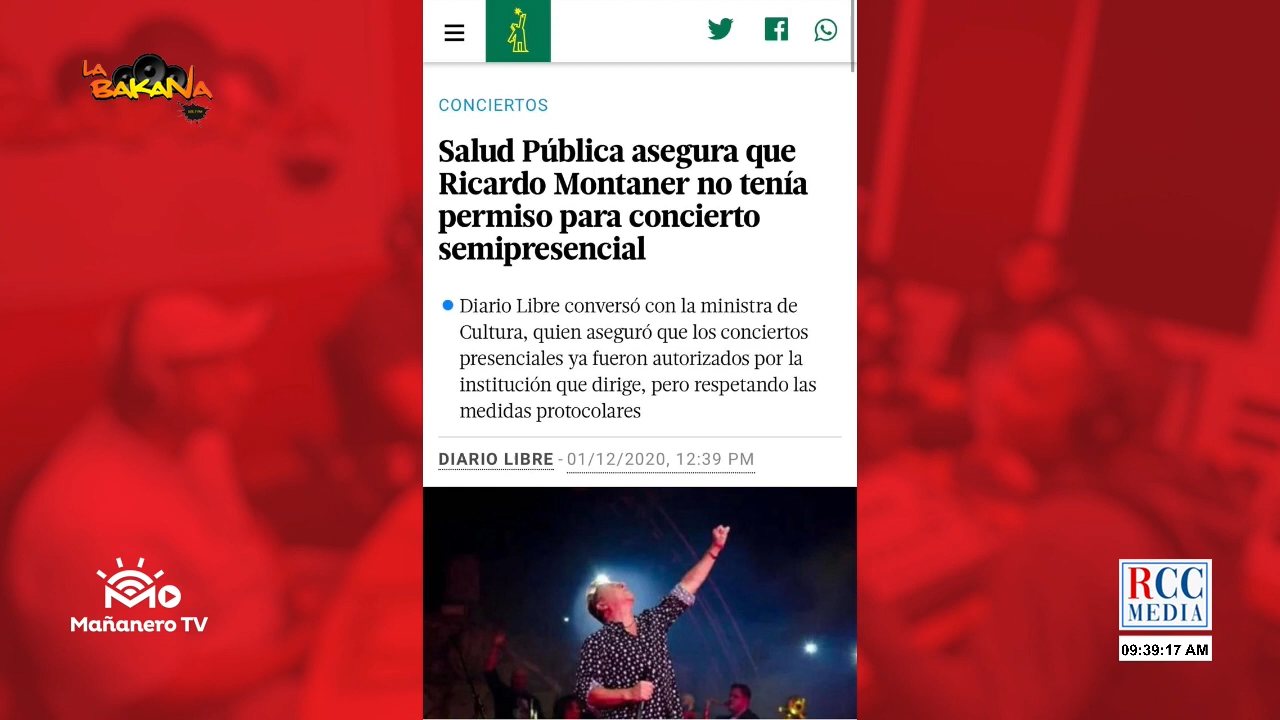 LA
BAKANA
CONCIERTOS
Salud Pública asegura que
Ricardo Montaner no tenía
permiso para concierto
semipresencial
Diario Libre conversó con la ministra de
Cultura, quien aseguró que los conciertos
presenciales ya fueron autorizados por la
institución que dirige, pero respetando las
medidas protocolares
DIARIO LIBRE - 01/12/2020, 12:39 PM
Mañanero TV
RCC
MEDIA
09:39:17 AM